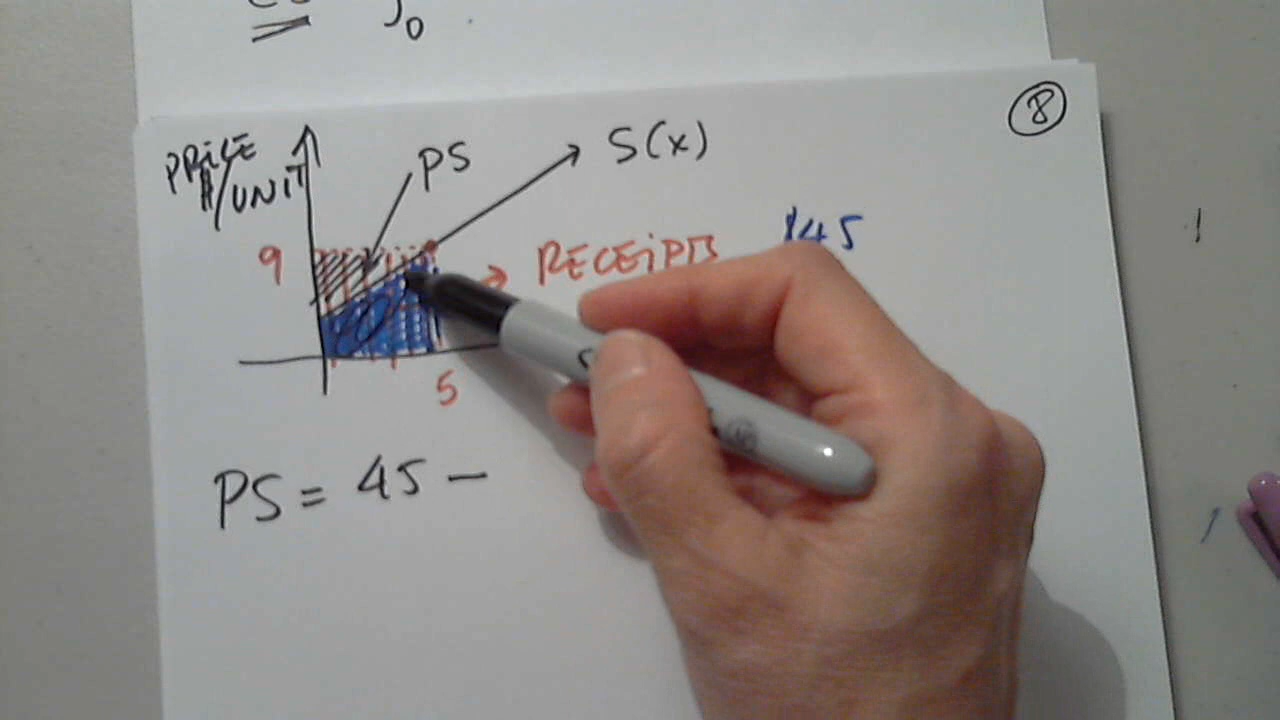 8
PRICE
$/UNIT
PS
S(x)
9
RECEIPTS
$45
5
PS = 45 -